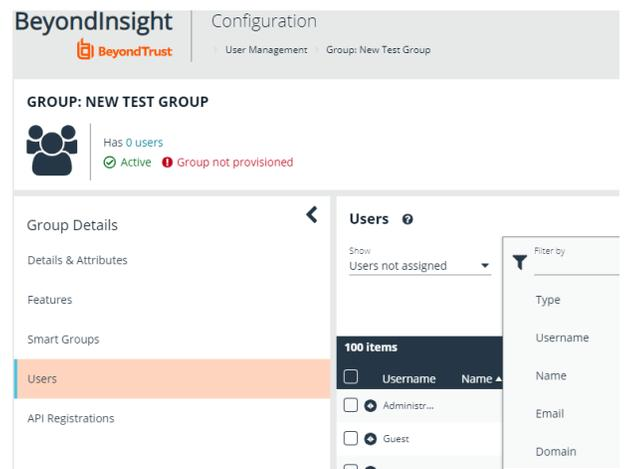 BeyondInsight
BeyondTrust
Configuration
User Management Group: New Test Group
GROUP: NEW TEST GROUP
Has 0 users
Active Group not provisioned
Group Details
Details & Attributes
Features
Smart Groups
Users
API Registrations
Users
Show
Users not assigned
Filter by
Type
Username
Name
Email
Domain
100 items
Username Name
Administr...
Guest